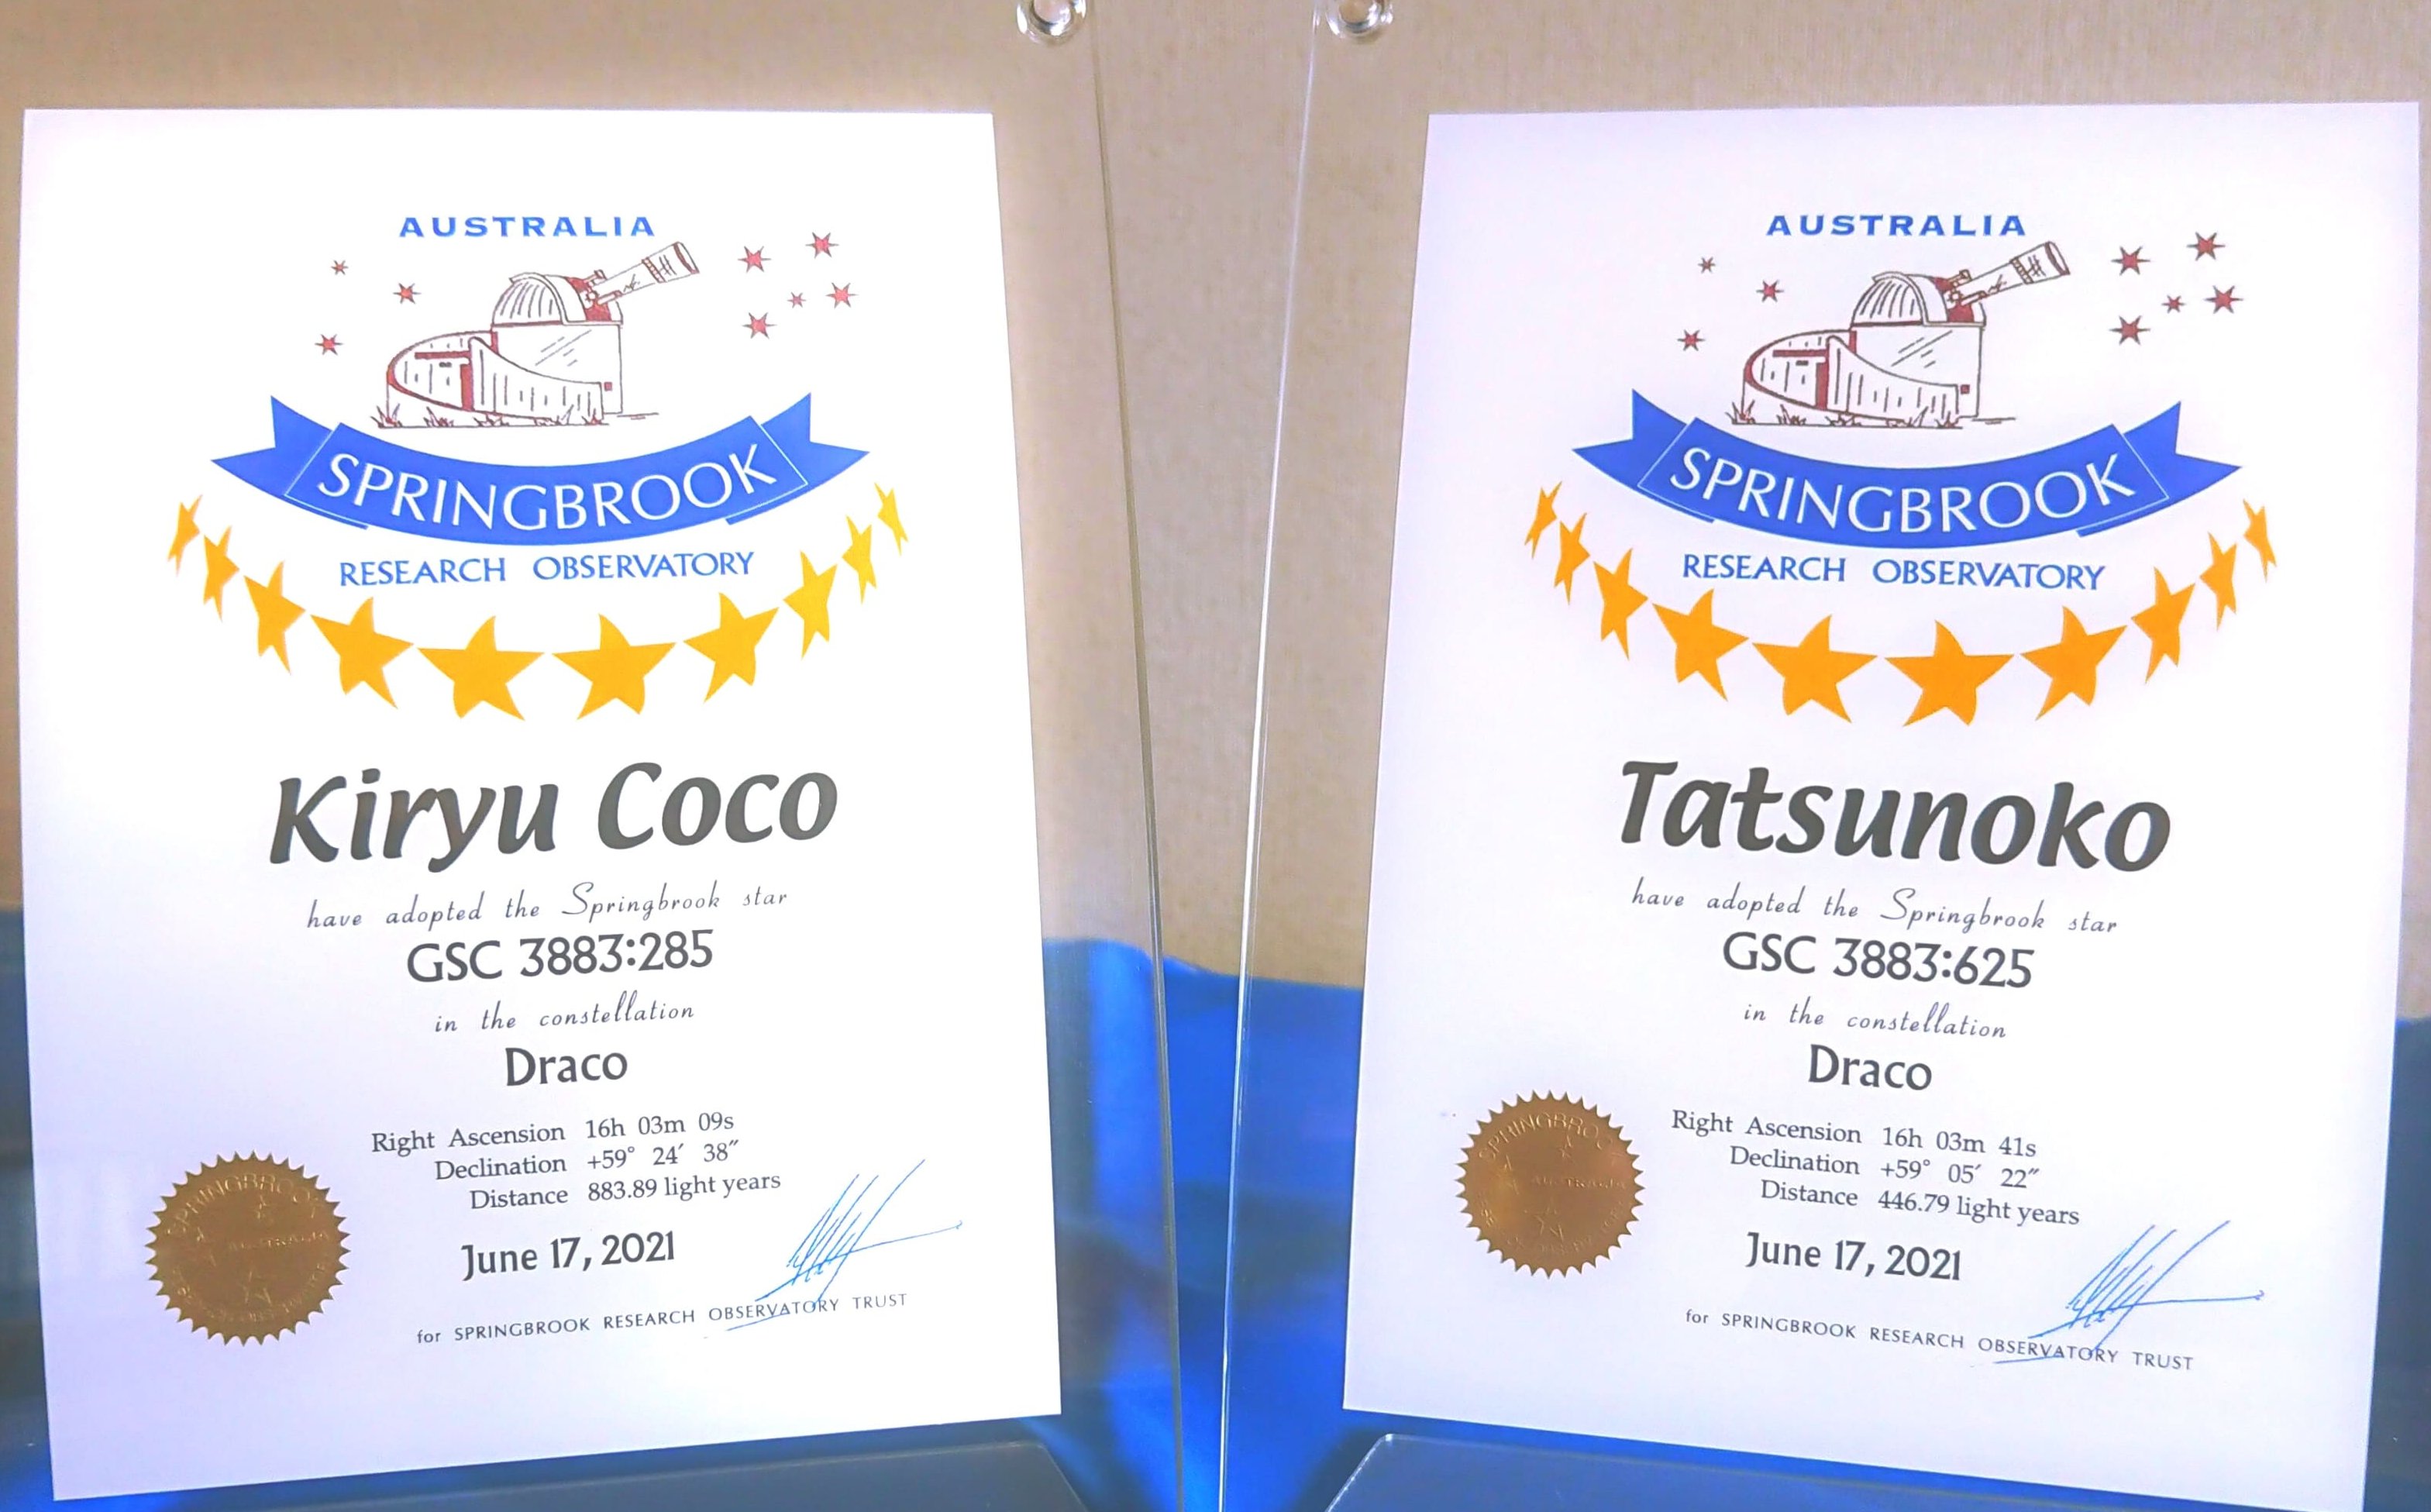 AUSTRALIA
SPRINGBROOK
RESEARCH OBSERVATORY
Kiryu Coco
have adopted the Springbrook star
GSC 3883:285
in the constellation
Draco
Right Ascension 16h 03m 09s
Declination +59° 24′ 38″
Distance 883.89 light years
June 17, 2021
for SPRINGBROOK RESEARCH OBSERVATORY TRUST
SPRINGBROOK
AUSTRALIA
AUSTRALIA
SPRINGBROOK
RESEARCH OBSERVATORY
Tatsunoko
have adopted the Springbrook star
GSC 3883:625
in the constellation
Draco
Right Ascension 16h 03m 41s
Declination +59° 05′ 22″
Distance 446.79 light years
June 17, 2021
for SPRINGBROOK RESEARCH OBSERVATORY TRUST
SPRINGBROOK
AUSTRALIA